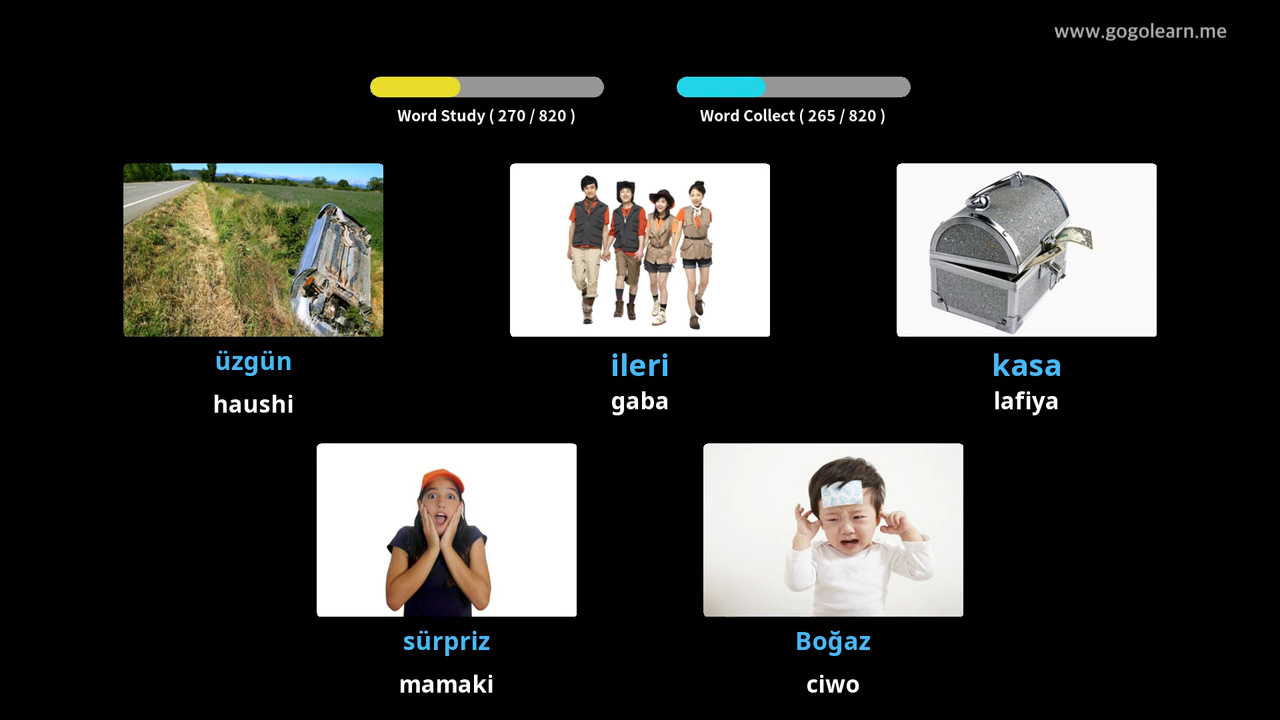 www.gogolearn.me
Word Study ( 270 / 820 )
Word Collect ( 265 / 820 )
üzgün
haushi
ileri
gaba
kasa
lafiya
sürpriz
mamaki
Boğaz
ciwo